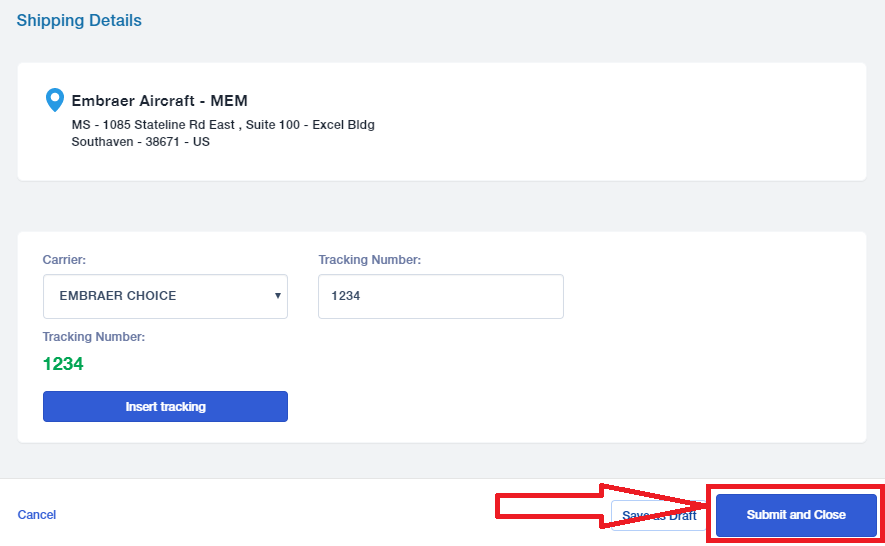 Shipping Details
Embraer Aircraft - MEM
MS - 1085 Stateline Rd East , Suite 100 - Excel Bldg
Southaven - 38671 - US
Carrier:
Tracking Number:
EMBRAER CHOICE
1234
Tracking Number:
1234
Insert tracking
Cancel
Save as Draft
Submit and Close